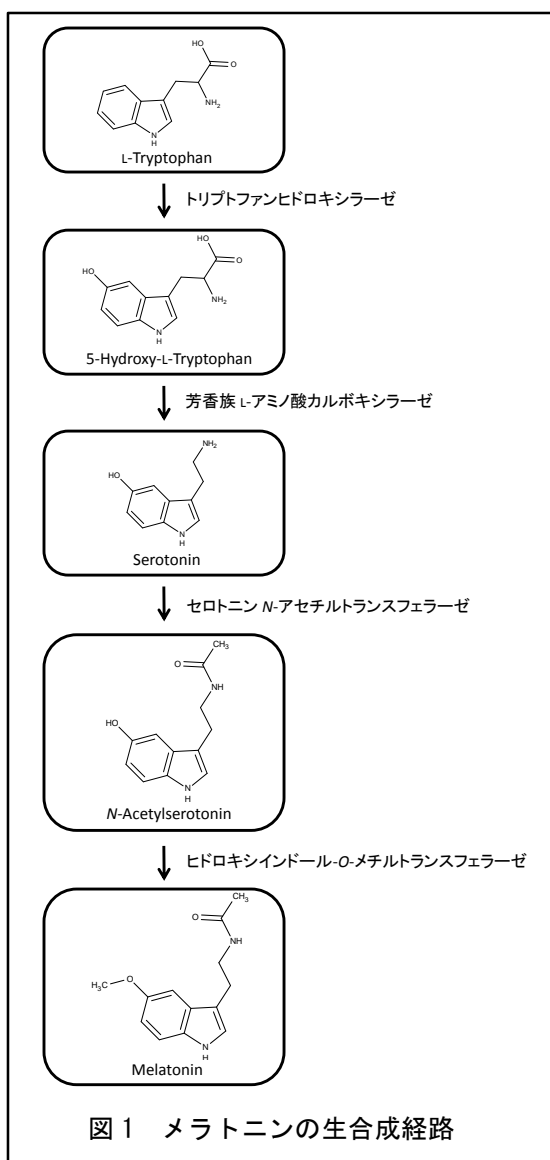 HO
O
NH2
N
H
L-Tryptophan
トリプトファンヒドロキシラーゼ
HO
O
HO
NH2
N
H
5-Hydroxy-L-Tryptophan
芳香族 L-アミノ酸カルボキシラーゼ
NH2
HO
N
H
Serotonin
セロトニン N-アセチルトランスフェラーゼ
CH3
O
NH
HO
N
H
N-Acetylserotonin
ヒドロキシインドール-O-メチルトランスフェラーゼ
CH3
O
NH
H3C
O
N
H
Melatonin
図1 メラトニンの生合成経路